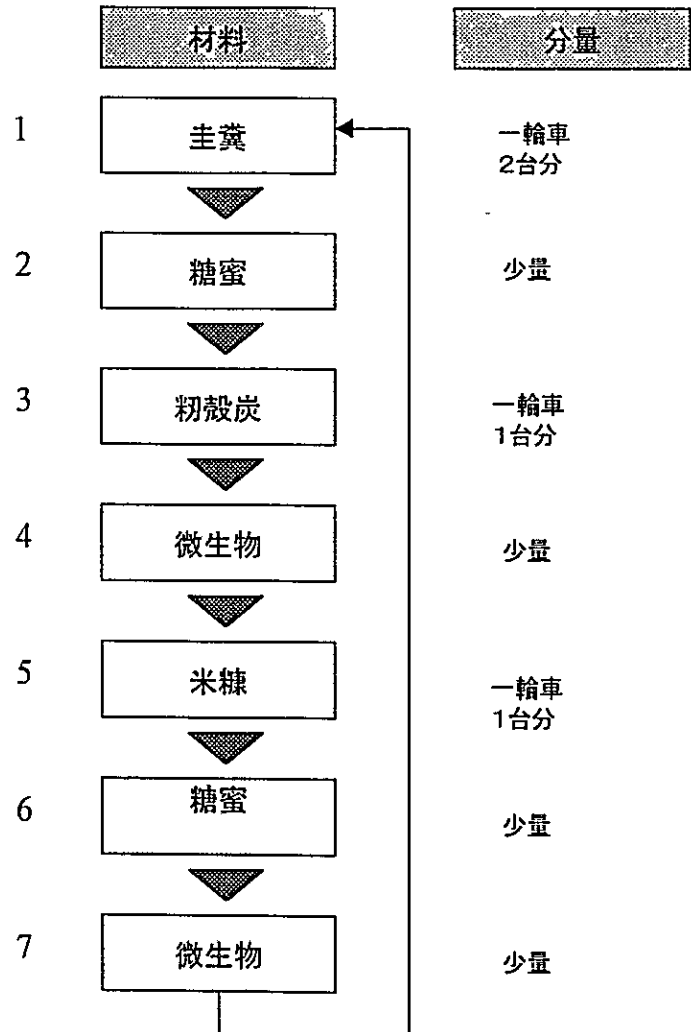 材料 分量
1 圭糞 一輪車
2台分
2 糖蜜 少量
3 籾殻炭 一輪車
1台分
4 微生物 少量
5 米糠 一輪車
1台分
6 糖蜜 少量
7 微生物 少量